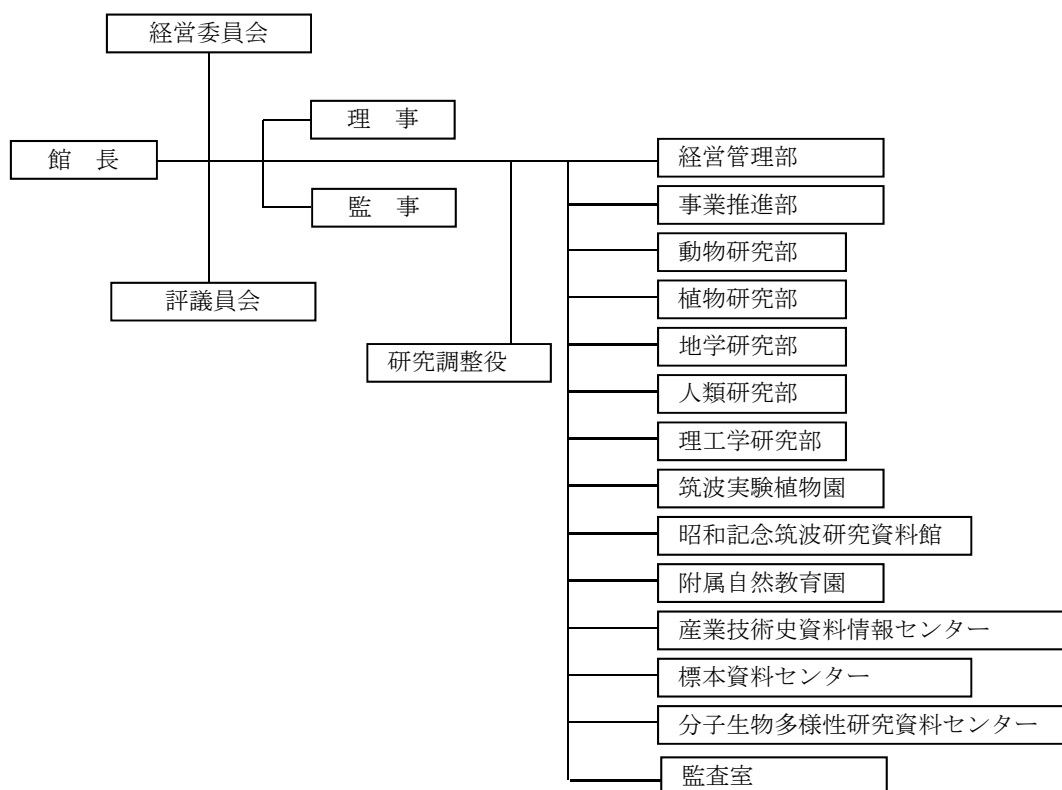 経営委員会
理　事
館　長
監　事
評議員会
研究調整役
経営管理部
事業推進部
動物研究部
植物研究部
地学研究部
人類研究部
理工学研究部
筑波実験植物園
昭和記念筑波研究資料館
附属自然教育園
産業技術史資料情報センター
標本資料センター
分子生物多様性研究資料センター
監査室